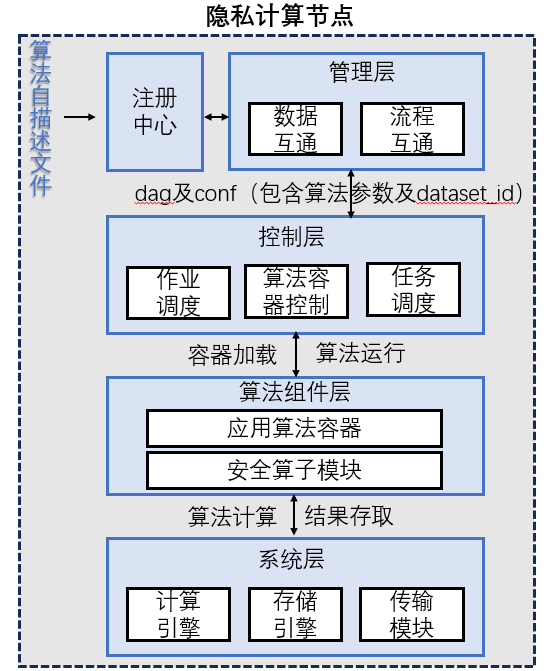 隐私计算节点
算法自描述文件
注册
中心
管理层
数据
互通
流程
互通
dag及conf（包含算法参数及dataset_id）
控制层
作业
调度
算法容
器控制
任务
调度
容器加载
算法运行
算法组件层
应用算法容器
安全算子模块
算法计算
结果存取
系统层
计算
引擎
存储
引擎
传输
模块